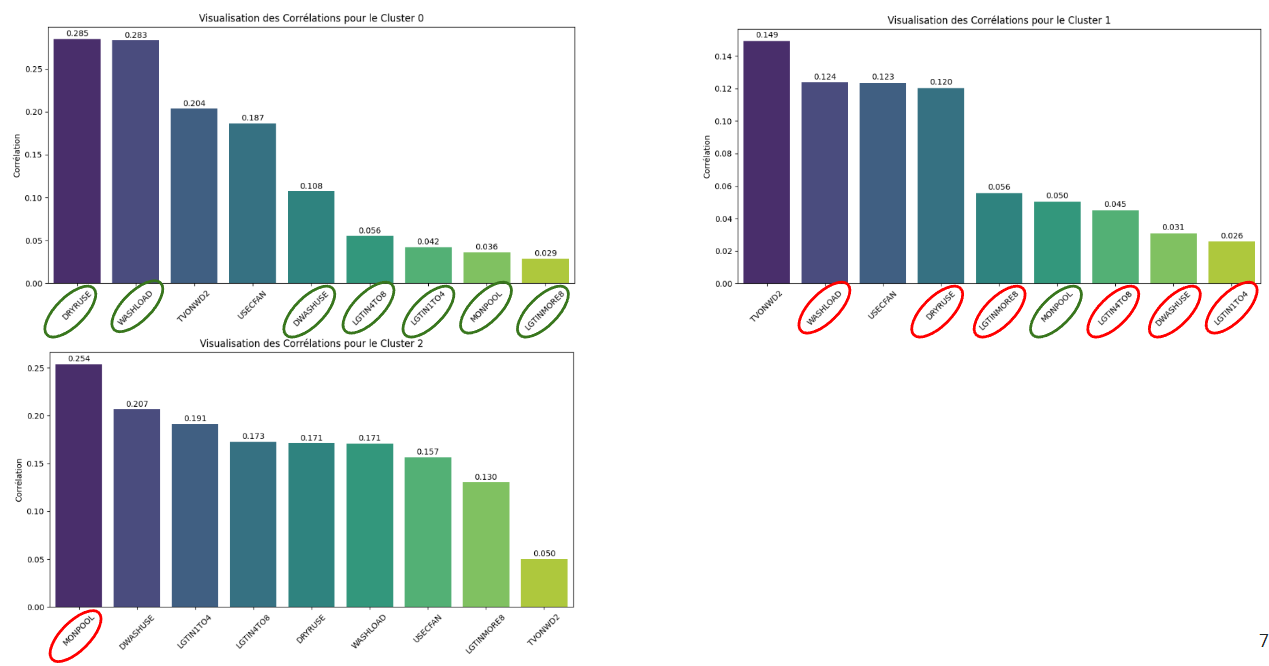 Visualisation des Corrélations pour le Cluster 0
Corrélation
0.25
0.20
0.15
0.10
0.05
0.00
0.285
0.283
0.204
0.187
0.108
0.056
0.042
0.036
0.029
DRYRUSE
WASHLOAD
TVONWD2
USECFAN
DWASHUSE
LGTIN4TO8
LGTIN1TO4
MONPOOL
LGTINMORE8
Visualisation des Corrélations pour le Cluster 1
Corrélation
0.14
0.12
0.10
0.08
0.06
0.04
0.02
0.00
0.149
0.124
0.123
0.120
0.056
0.050
0.045
0.031
0.026
TVONWD2
WASHLOAD
USECFAN
DRYRUSE
LGTINMORE8
MONPOOL
LGTIN4TO8
DWASHUSE
LGTIN1TO4
Visualisation des Corrélations pour le Cluster 2
Corrélation
0.25
0.20
0.15
0.10
0.05
0.00
0.254
0.207
0.191
0.173
0.171
0.171
0.157
0.130
0.050
MONPOOL
DWASHUSE
LGTIN1TO4
LGTIN4TO8
DRYRUSE
WASHLOAD
USECFAN
LGTINMORE8
TVONWD2
7